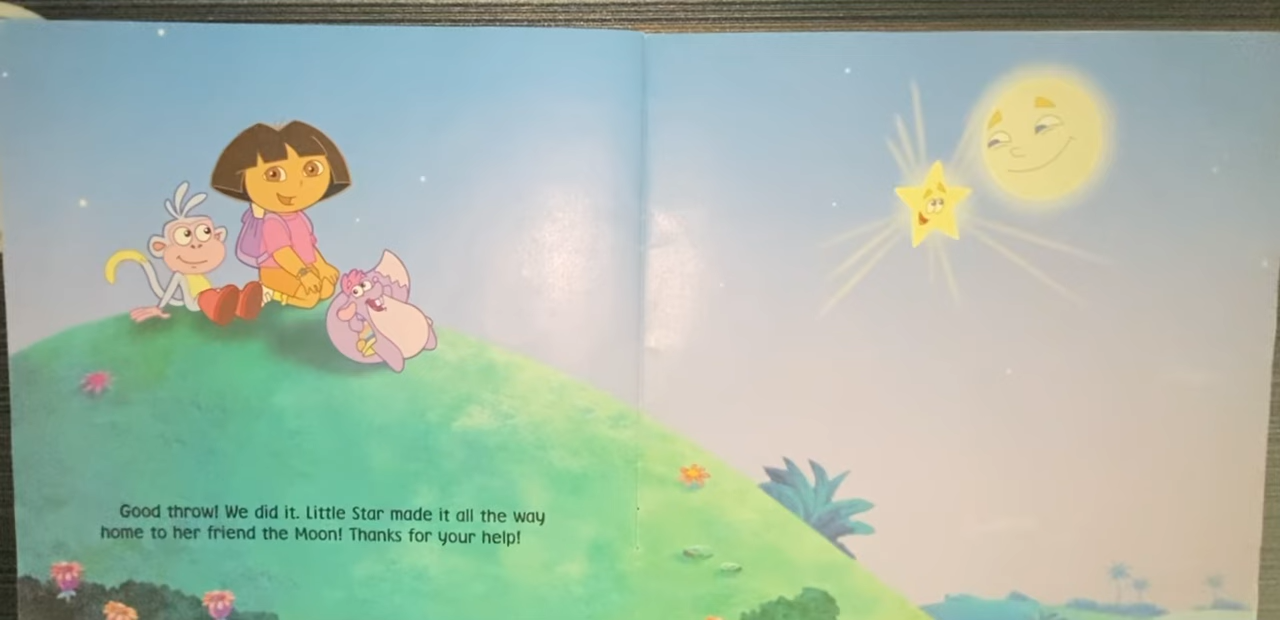 Good throw! We did it. Little Star made it all the way
home to her friend the Moon! Thanks for your help!